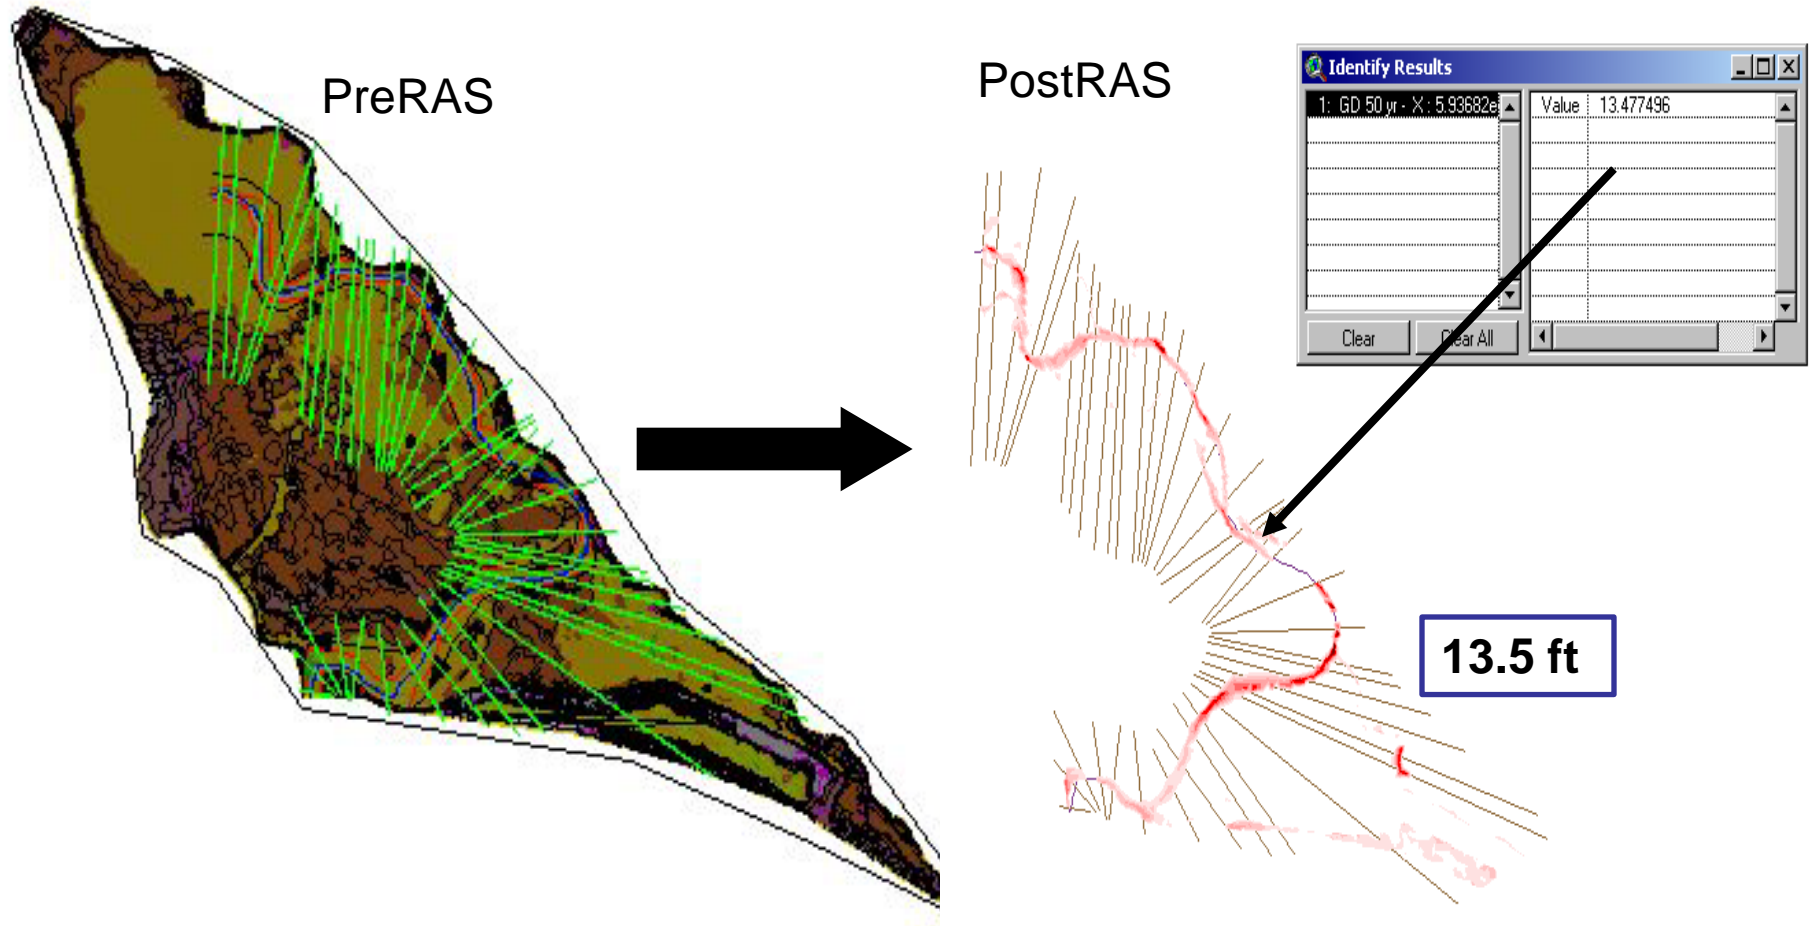 PreRAS
PostRAS
Identify Results
1: GD 50 yr - X : 5.93682e
Value 13.477496
Clear
Clear All
13.5 ft